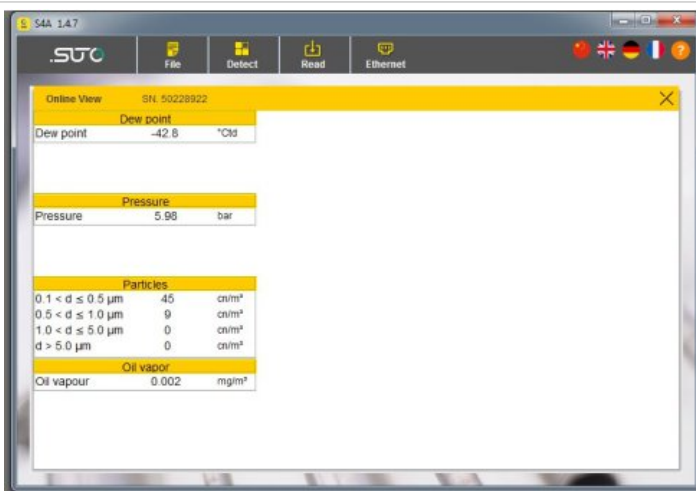 S4A 1.4.7
.SUTO File Detect Read Ethernet ?
Online View SN. 50228922
Dew point
Dew point -42.8 °Ctd
Pressure
Pressure 5.98 bar
Particles
0.1 < d ≤ 0.5 µm 45 cn/m³
0.5 < d ≤ 1.0 µm 9 cn/m³
1.0 < d ≤ 5.0 µm 0 cn/m³
d > 5.0 µm 0 cn/m³
Oil vapor
Oil vapour 0.002 mg/m³